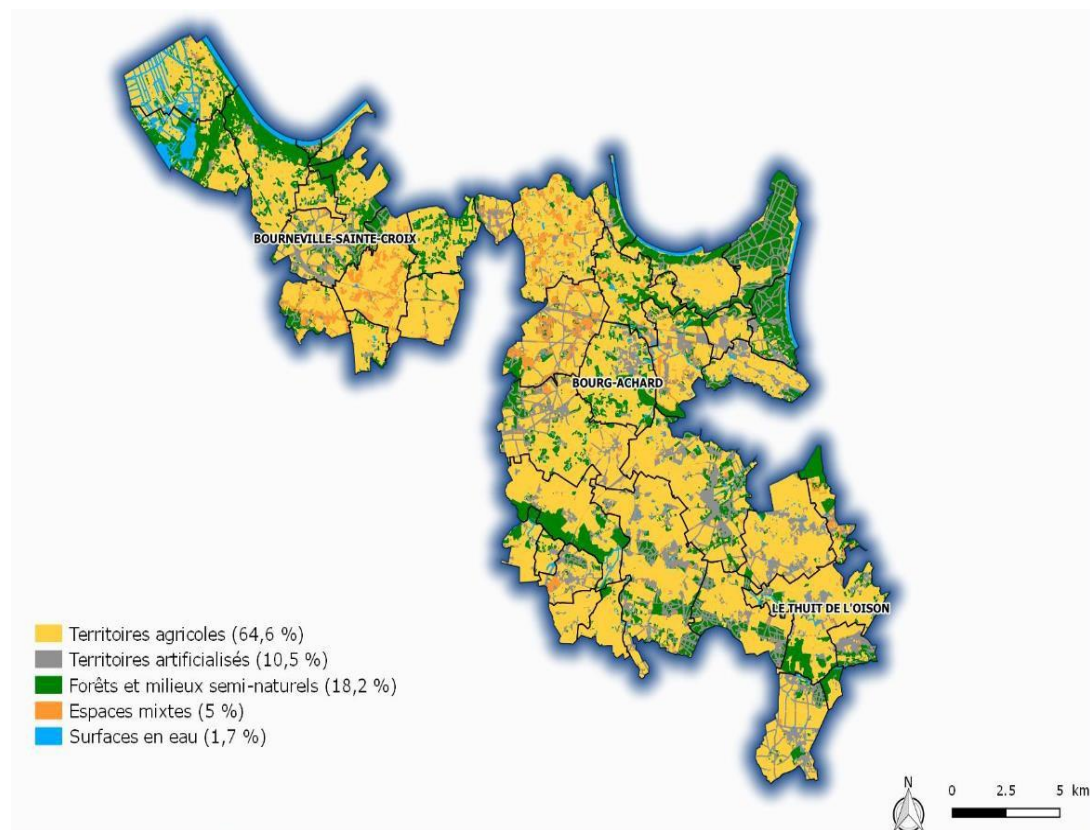 BOURNEVILLE-SAINTE-CROIX
BOURG-ACHARD
LE THUIT DE L'OISON
Territoires agricoles (64,6 %)
Territoires artificialisés (10,5 %)
Forêts et milieux semi-naturels (18,2 %)
Espaces mixtes (5 %)
Surfaces en eau (1,7 %)
N
0 2.5 5 km